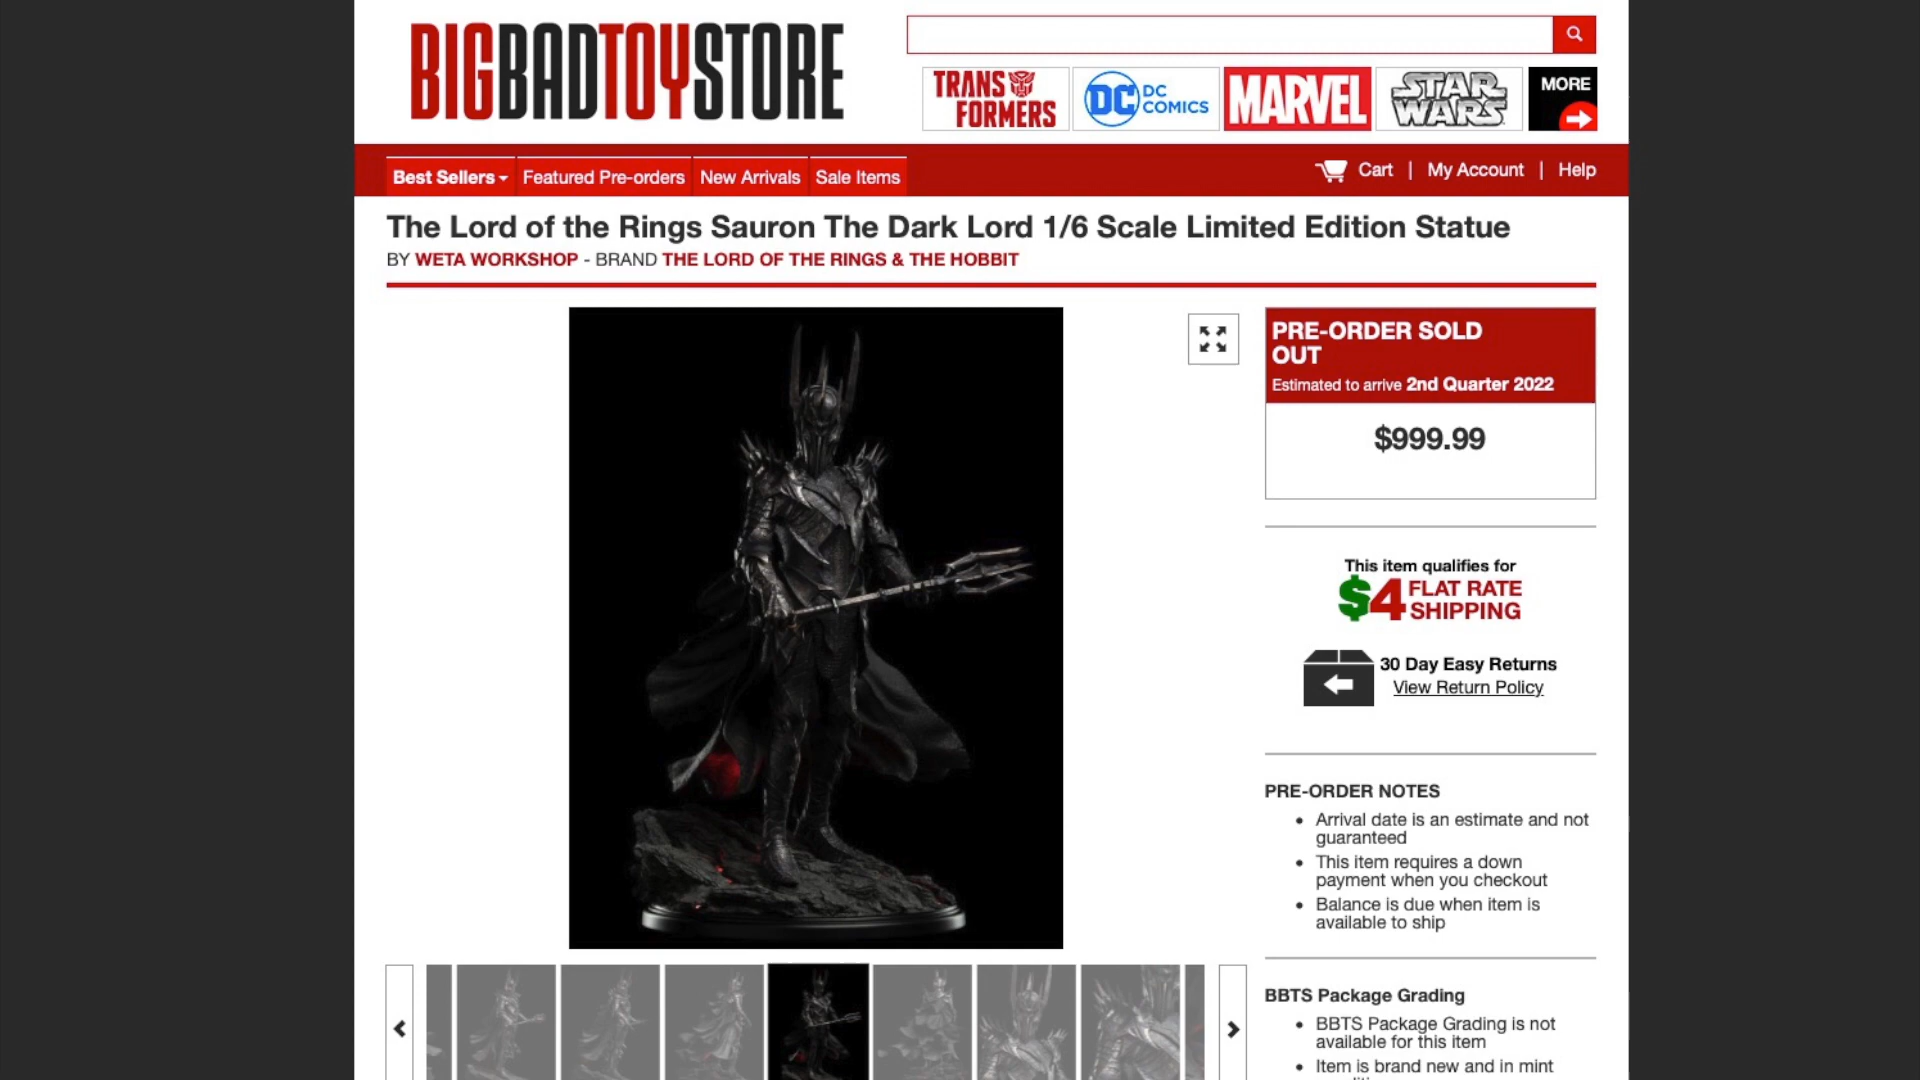 BIGBADTOYSTORE
TRANS
FORMERS
DC
DC
COMICS
MARVEL
STAR
WARS
MORE
Best Sellers
Featured Pre-orders
New Arrivals
Sale Items
Cart | My Account | Help
The Lord of the Rings Sauron The Dark Lord 1/6 Scale Limited Edition Statue
BY WETA WORKSHOP - BRAND THE LORD OF THE RINGS & THE HOBBIT
PRE-ORDER SOLD
OUT
Estimated to arrive 2nd Quarter 2022
$999.99
This item qualifies for
$4 FLAT RATE
SHIPPING
30 Day Easy Returns
View Return Policy
PRE-ORDER NOTES
• Arrival date is an estimate and not
guaranteed
• This item requires a down
payment when you checkout
• Balance is due when item is
available to ship
BBTS Package Grading
• BBTS Package Grading is not
available for this item
• Item is brand new and in mint